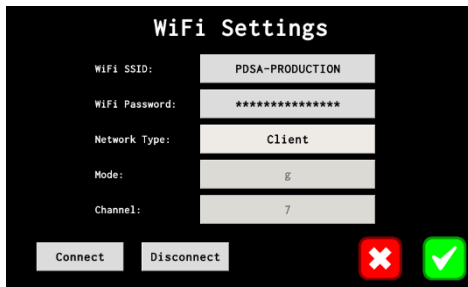 WiFi Settings
WiFi SSID: PDSA-PRODUCTION
WiFi Password: ***************
Network Type: Client
Mode: g
Channel: 7
Connect Disconnect